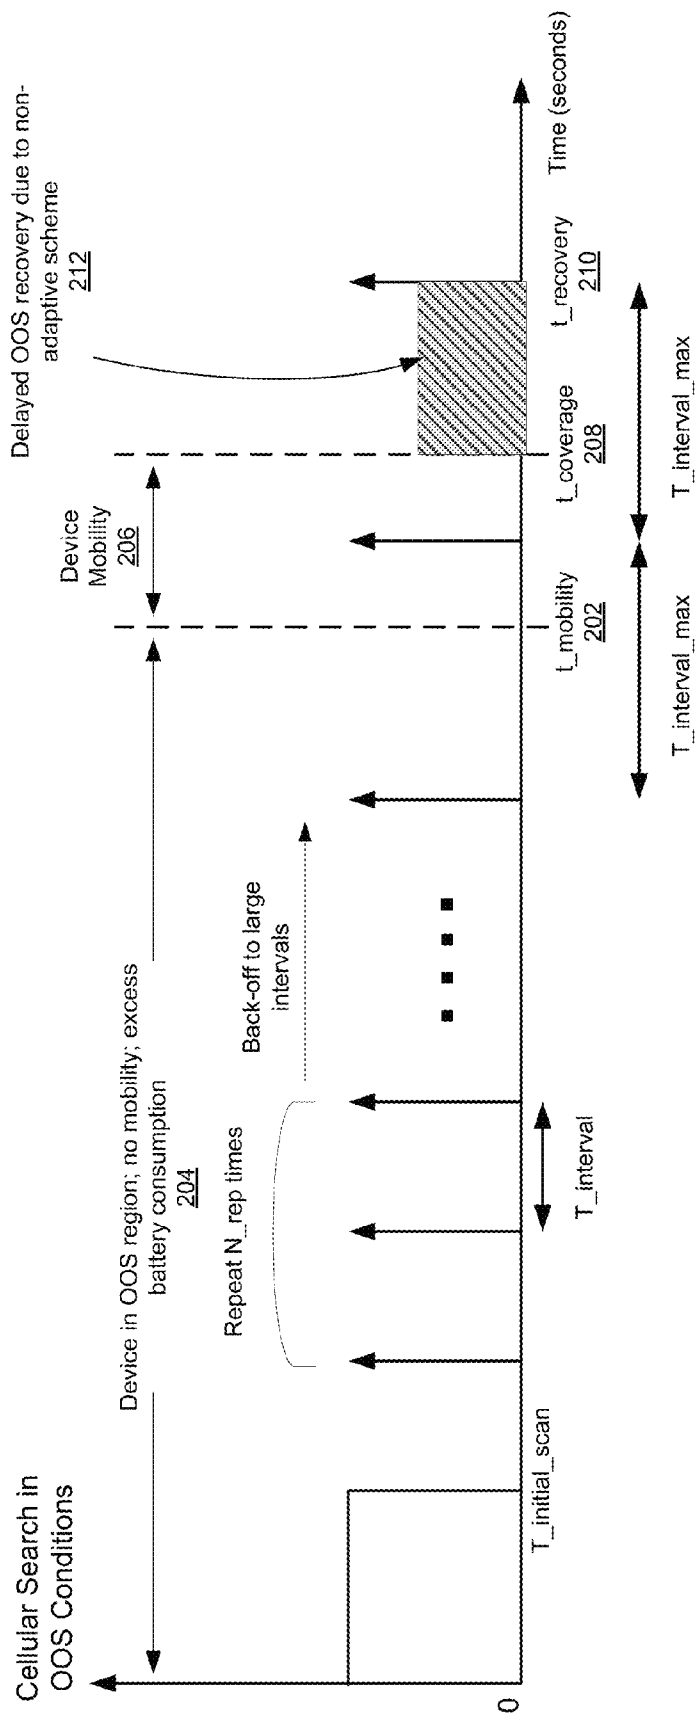 Cellular Search in
OOS Conditions
Device in OOS region; no mobility; excess
battery consumption
204
Device
Mobility
206
Delayed OOS recovery due to non-
adaptive scheme
212
Repeat N_rep times
Back-off to large
intervals
0
T_initial_scan
T_interval
t_mobility
202
t_coverage
208
t_recovery
210
Time (seconds)
T_interval_max
T_interval_max